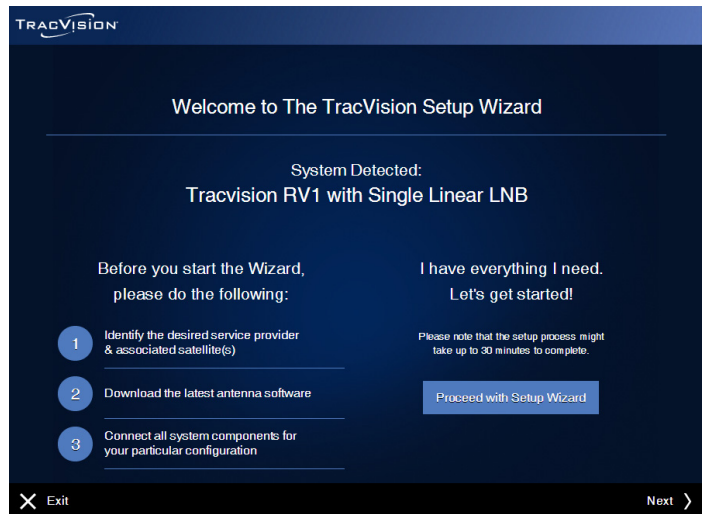 TRACVISION
Welcome to The TracVision Setup Wizard
System Detected:
Tracvision RV1 with Single Linear LNB
Before you start the Wizard,
please do the following:
1
Identify the desired service provider
& associated satellite(s)
2
Download the latest antenna software
3
Connect all system components for
your particular configuration
I have everything I need.
Let's get started!
Please note that the setup process might
take up to 30 minutes to complete.
Proceed with Setup Wizard
Exit
Next